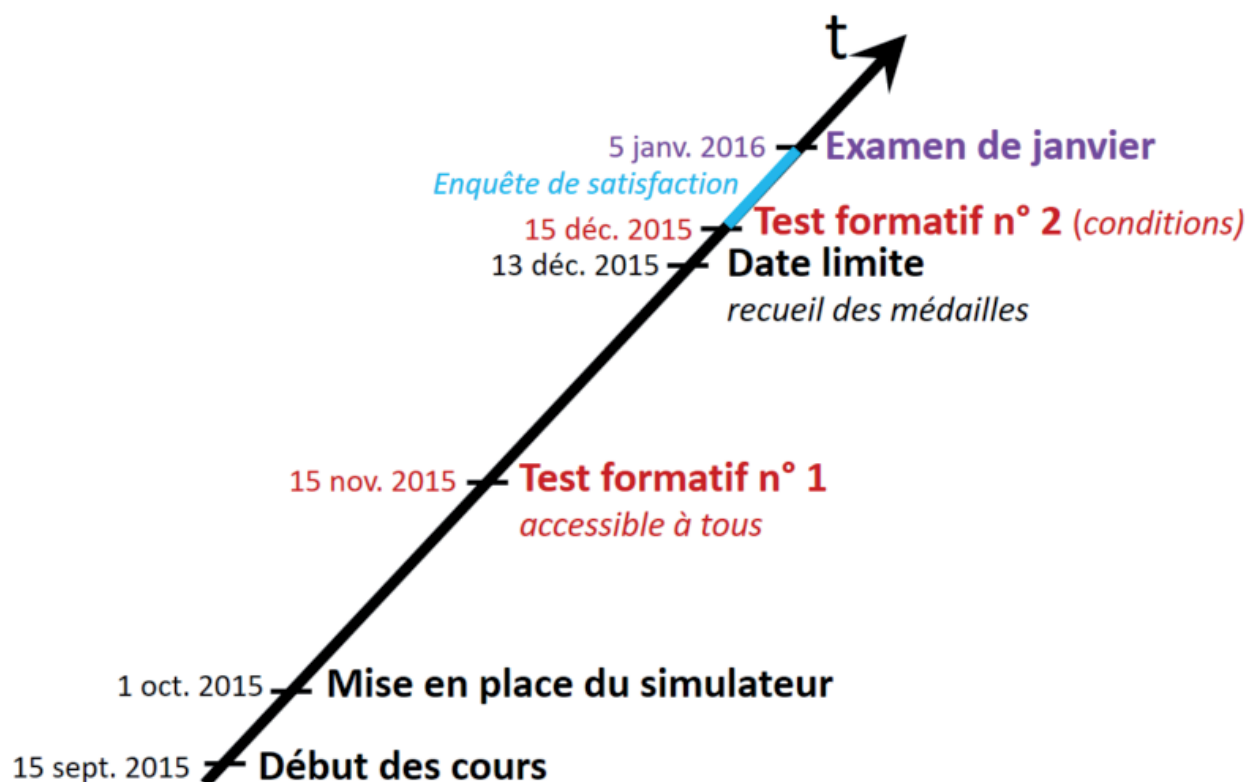 t
5 janv. 2016 Examen de janvier
Enquête de satisfaction
15 déc. 2015 Test formatif n° 2 (conditions)
13 déc. 2015 Date limite
recueil des médailles
15 nov. 2015 Test formatif n° 1
accessible à tous
1 oct. 2015 Mise en place du simulateur
15 sept. 2015 Début des cours